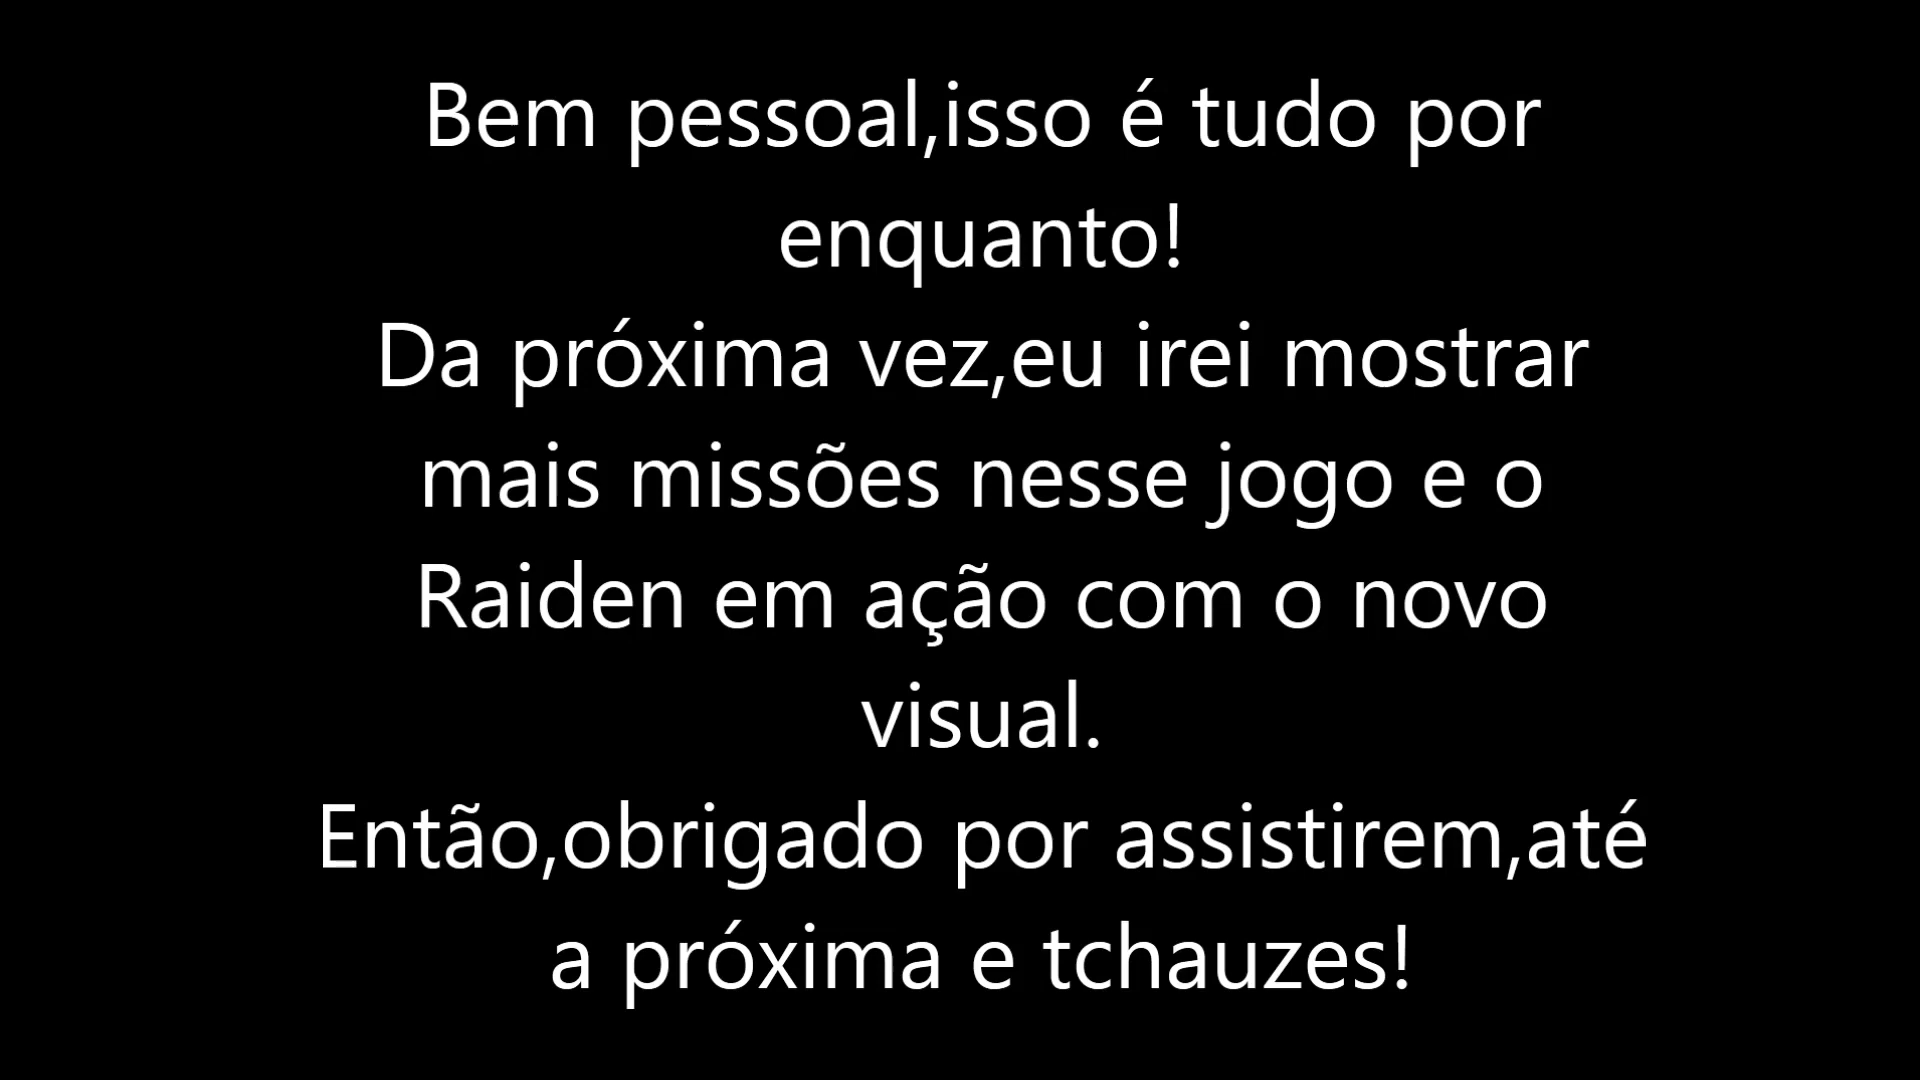 Bem pessoal,isso é tudo por
enquanto!
Da próxima vez,eu irei mostrar
mais missões nesse jogo e o
Raiden em ação com o novo
visual.
Então,obrigado por assistirem,até
a próxima e tchauzes!